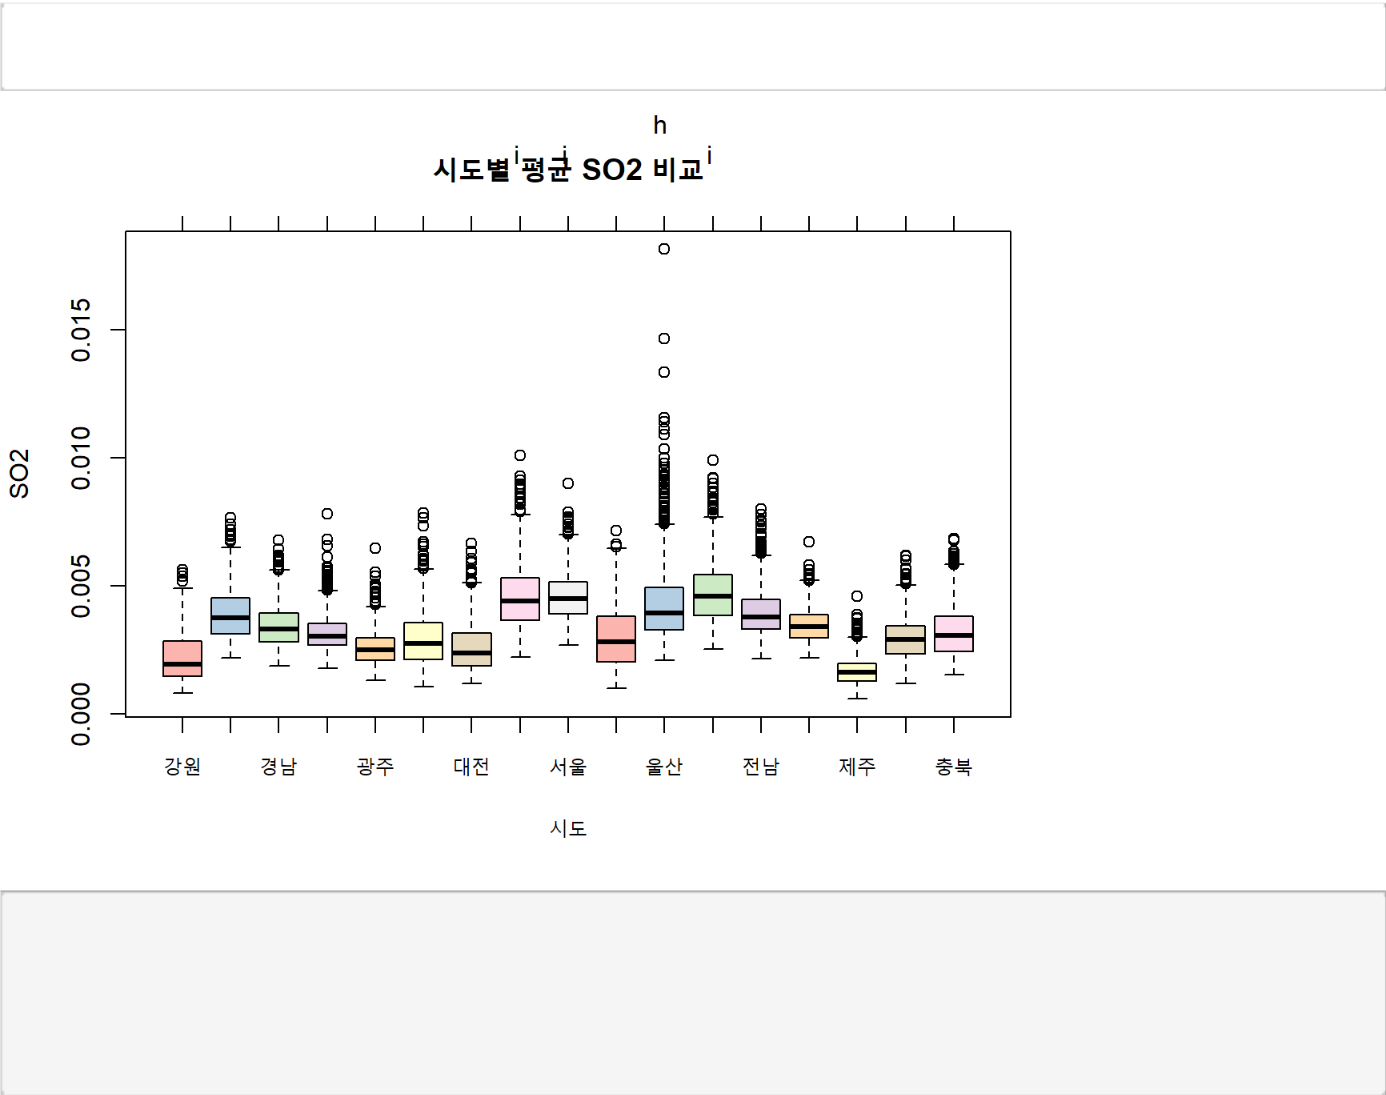 h
i i i
시도별 평균 SO2 비교
0.015
0.010
0.005
0.000
SO2
강원 경남 광주 대전 서울 울산 전남 제주 충북
시도